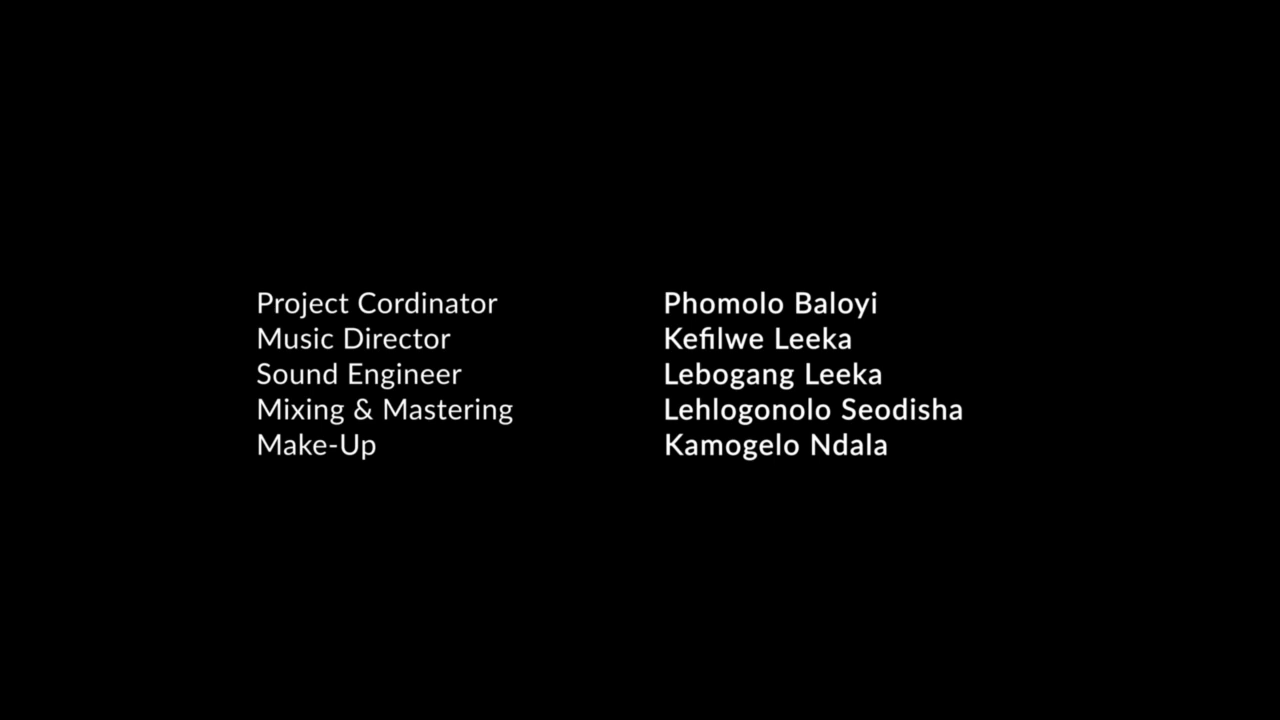 Project Cordinator Phomolo Baloyi
Music Director Kefilwe Leeka
Sound Engineer Lebogang Leeka
Mixing & Mastering Lehlogonolo Seodisha
Make-Up Kamogelo Ndala